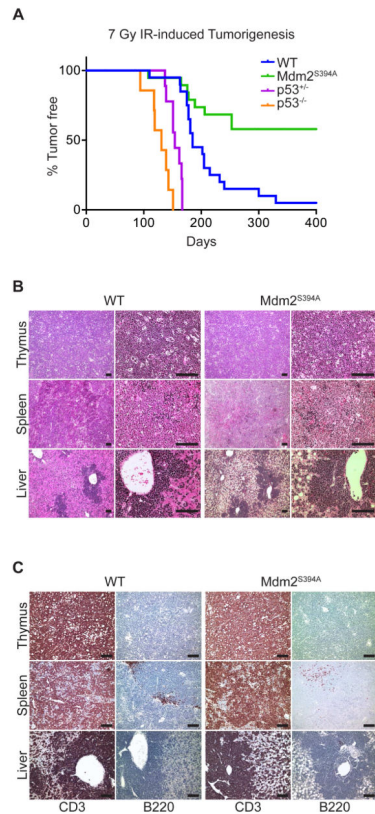 A
7 Gy IR-induced Tumorigenesis
WT
Mdm2S394A
p53+/-
p53-/-
100
50
0
% Tumor free
0 100 200 300 400
Days
B
WT Mdm2S394A
Thymus
Spleen
Liver
C
WT Mdm2S394A
Thymus
Spleen
Liver
CD3 B220 CD3 B220